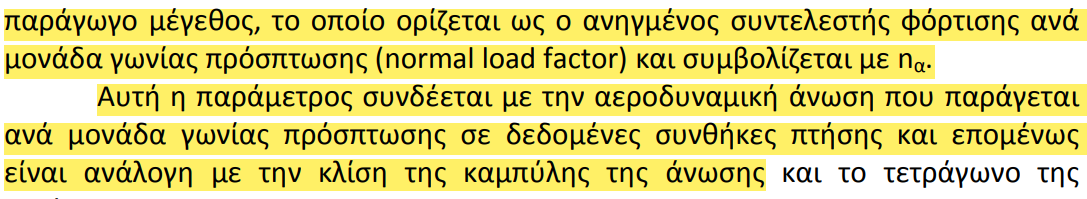 παράγωγο μέγεθος, το οποίο ορίζεται ως ο ανηγμένος συντελεστής φόρτισης ανά
μονάδα γωνίας πρόσπτωσης (normal load factor) και συμβολίζεται με nα.
Αυτή η παράμετρος συνδέεται με την αεροδυναμική άνωση που παράγεται
ανά μονάδα γωνίας πρόσπτωσης σε δεδομένες συνθήκες πτήσης και επομένως
είναι ανάλογη με την κλίση της καμπύλης της άνωσης και το τετράγωνο της